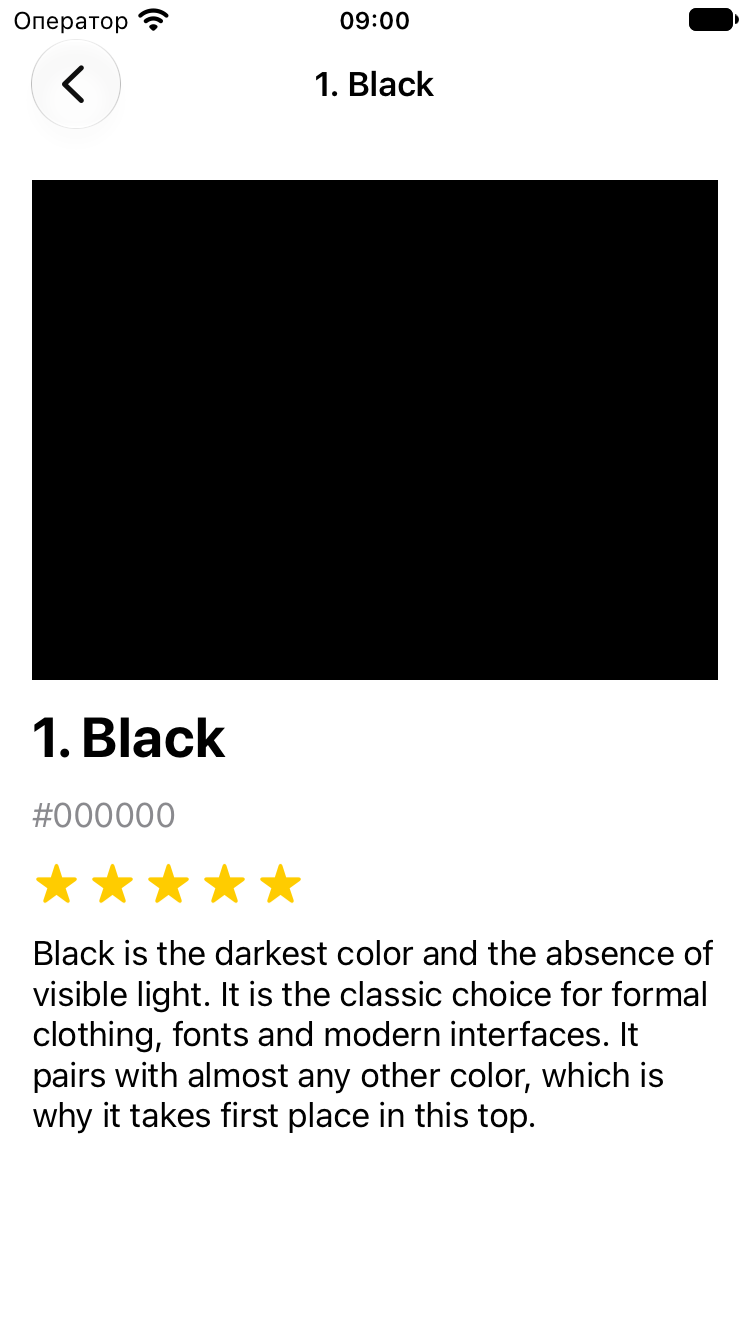 Оператор 09:00
1. Black
1. Black
#000000
Black is the darkest color and the absence of
visible light. It is the classic choice for formal
clothing, fonts and modern interfaces. It
pairs with almost any other color, which is
why it takes first place in this top.